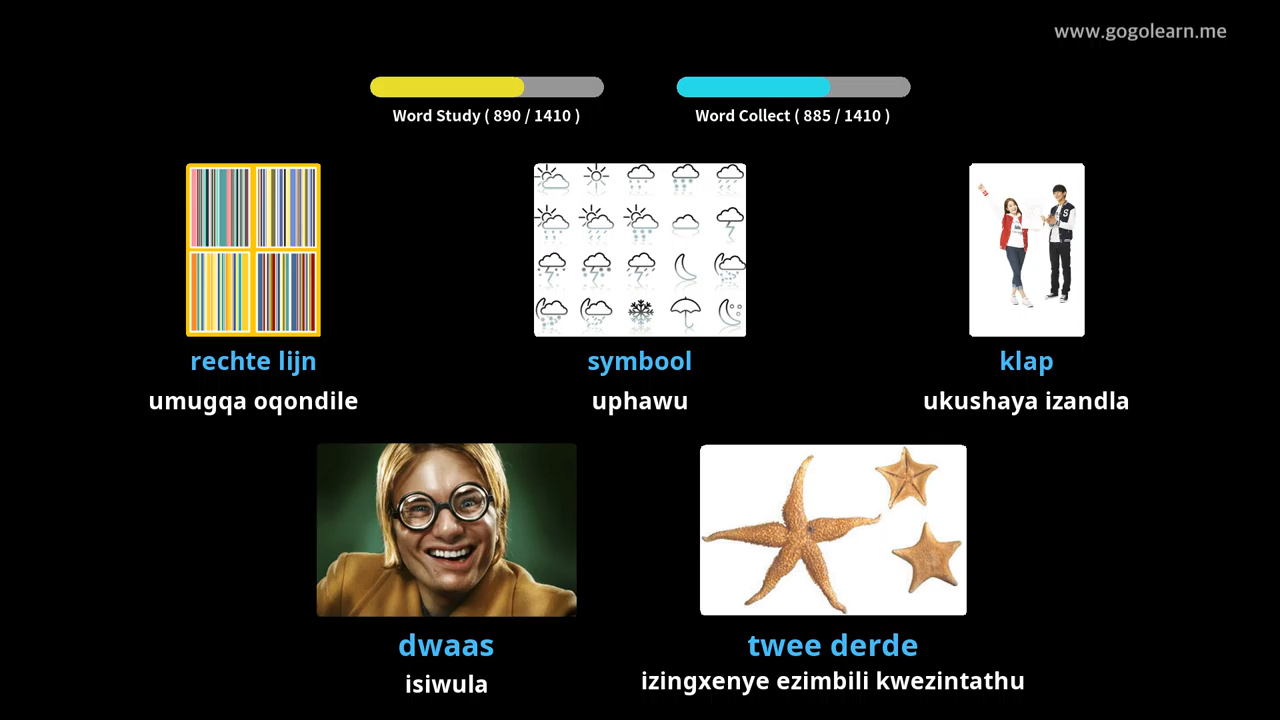 www.gogolearn.me
Word Study ( 890 / 1410 )
Word Collect ( 885 / 1410 )
rechte lijn
umugqa oqondile
symbool
uphawu
klap
ukushaya izandla
dwaas
isiwula
twee derde
izingxenye ezimbili kwezintathu